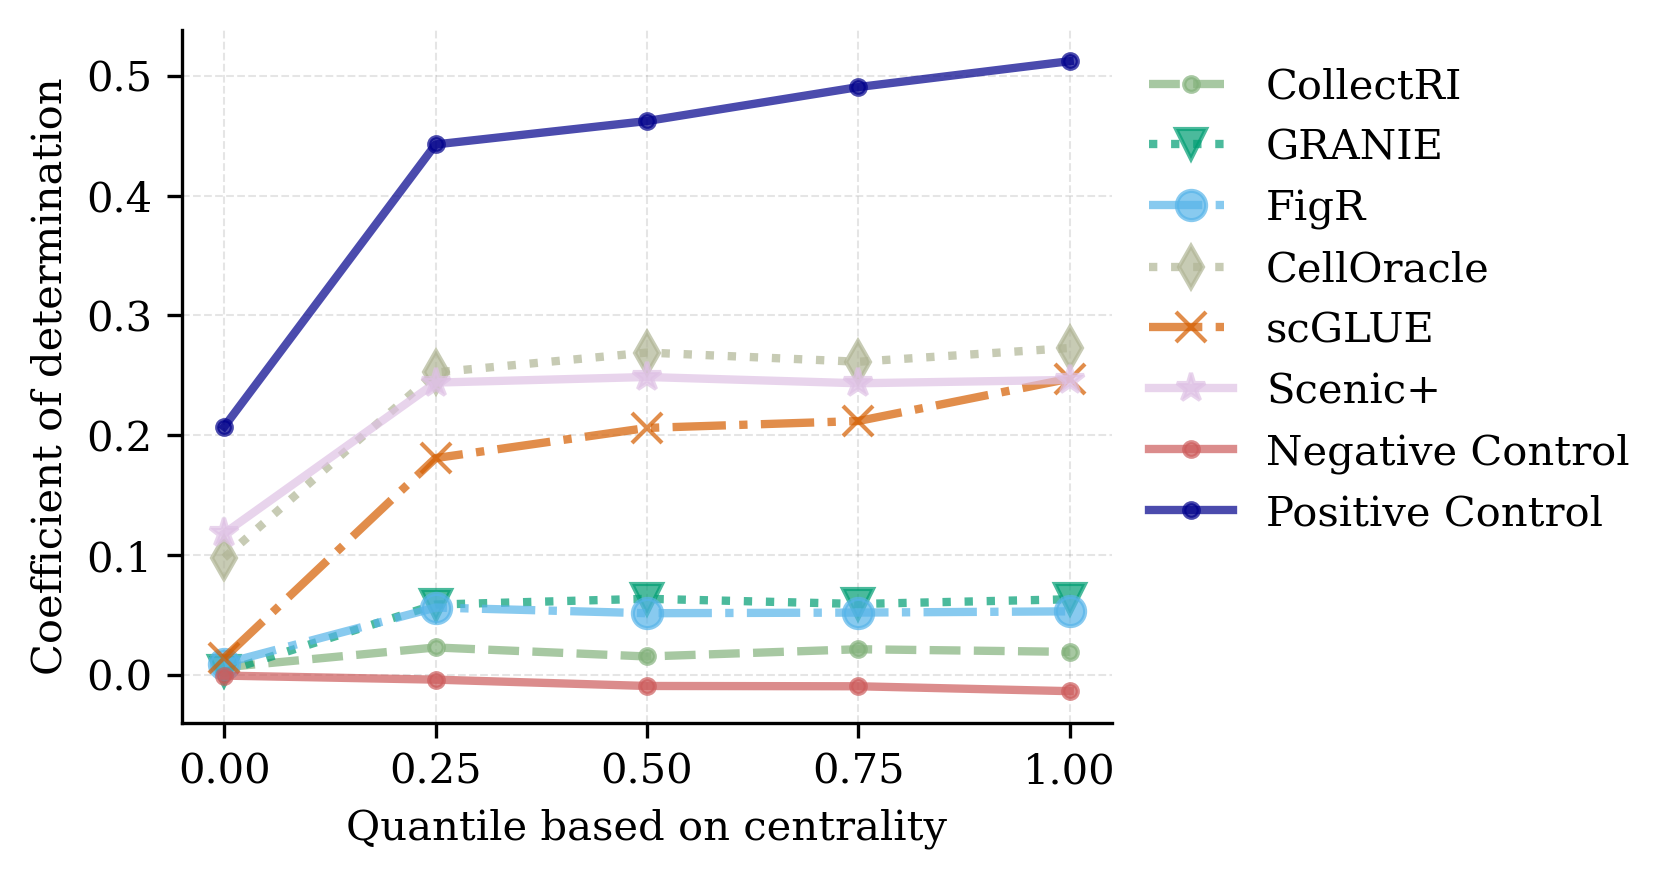 Coefficient of determination
0.5
0.4
0.3
0.2
0.1
0.0
0.00 0.25 0.50 0.75 1.00
Quantile based on centrality
CollectRI
GRANIE
FigR
CellOracle
scGLUE
Scenic+
Negative Control
Positive Control